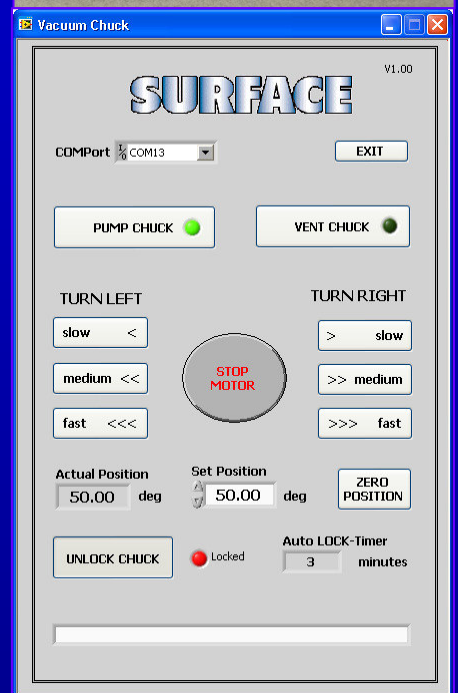 Vacuum Chuck
V1.00
SURFACE
COMPort I/O COM13
EXIT
PUMP CHUCK
VENT CHUCK
TURN LEFT
TURN RIGHT
slow <
> slow
medium <<
>> medium
STOP
MOTOR
fast <<<
>>> fast
Actual Position
50.00 deg
Set Position
50.00 deg
ZERO
POSITION
UNLOCK CHUCK
Locked
Auto LOCK-Timer
3 minutes